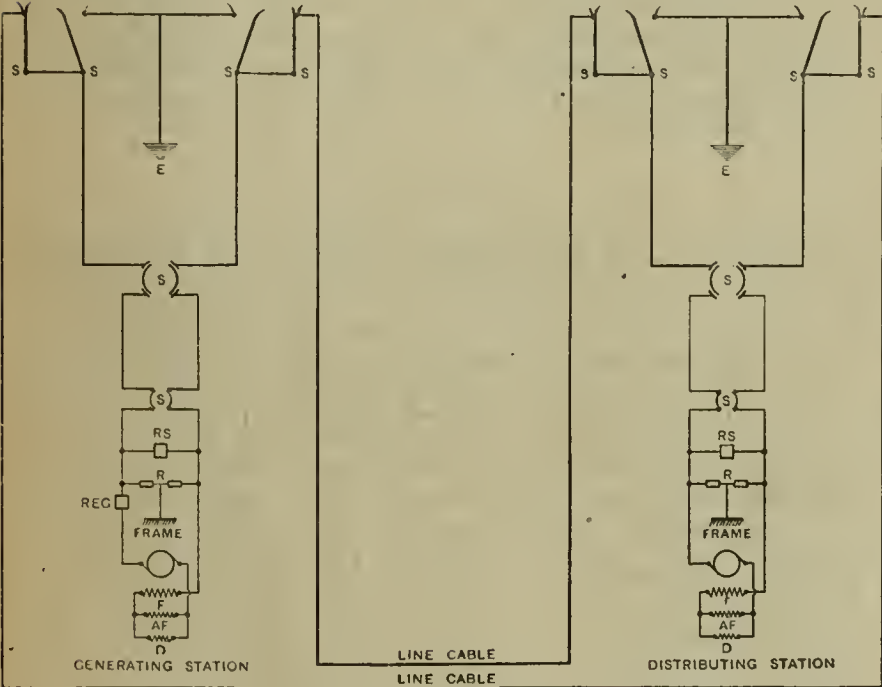 S S S S S S S S
E E
S S
S S
RS RS
R R
REG
FRAME FRAME
F F
AF AF
D D
GENERATING STATION LINE CABLE DISTRIBUTING STATION
LINE CABLE